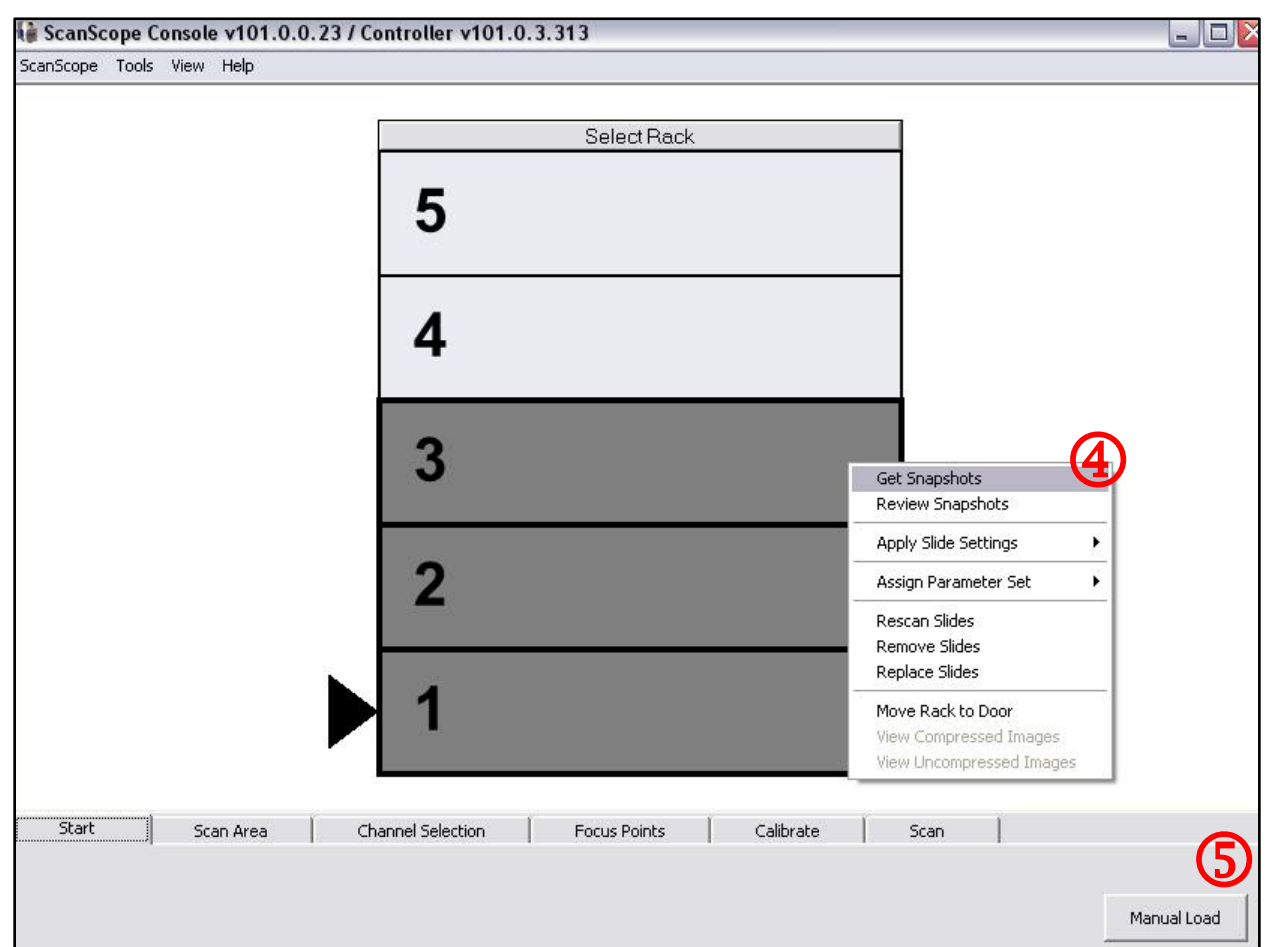 ScanScope Console v101.0.0.23 / Controller v101.0.3.313
ScanScope Tools View Help
Select Rack
5
4
3
2
1
④
Get Snapshots
Review Snapshots
Apply Slide Settings
Assign Parameter Set
Rescan Slides
Remove Slides
Replace Slides
Move Rack to Door
View Compressed Images
View Uncompressed Images
Start Scan Area Channel Selection Focus Points Calibrate Scan
⑤
Manual Load